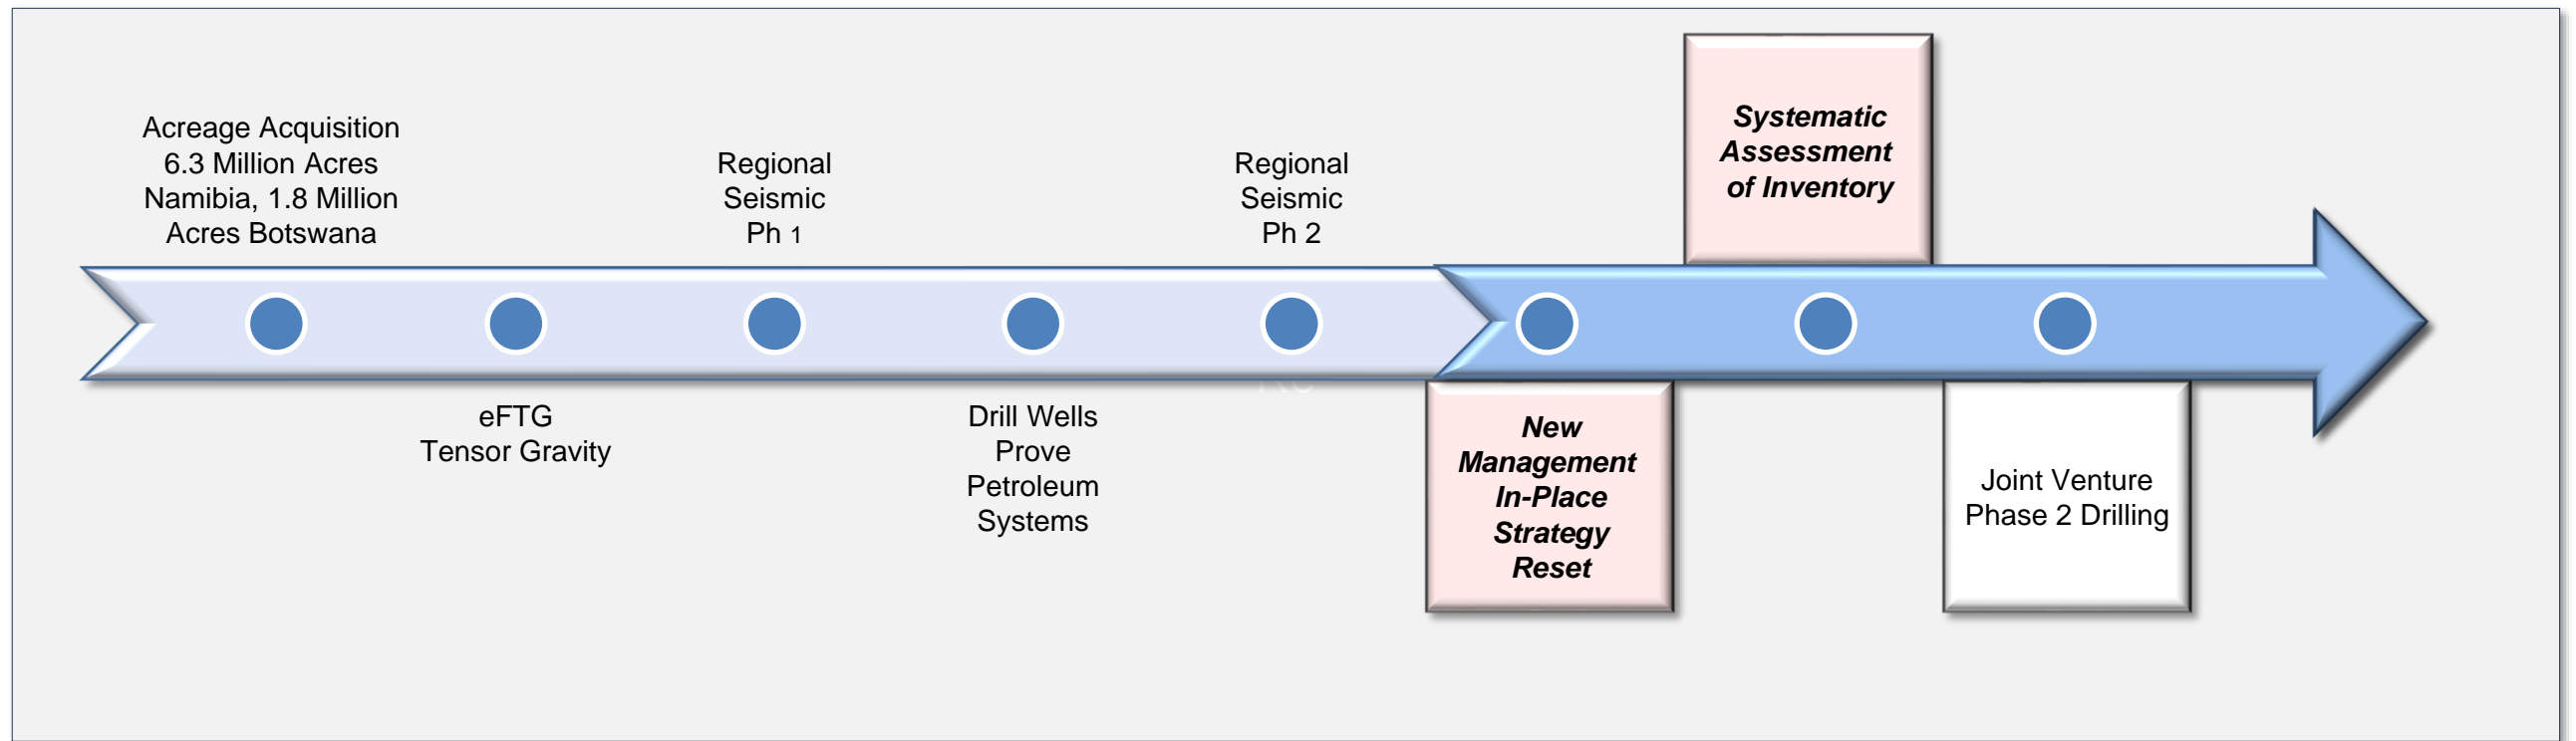 Acreage Acquisition
6.3 Million Acres
Namibia, 1.8 Million
Acres Botswana
eFTG
Tensor Gravity
Regional
Seismic
Ph 1
Drill Wells
Prove
Petroleum
Systems
Regional
Seismic
Ph 2
New
Management
In-Place
Strategy
Reset
Systematic
Assessment
of Inventory
Joint Venture
Phase 2 Drilling